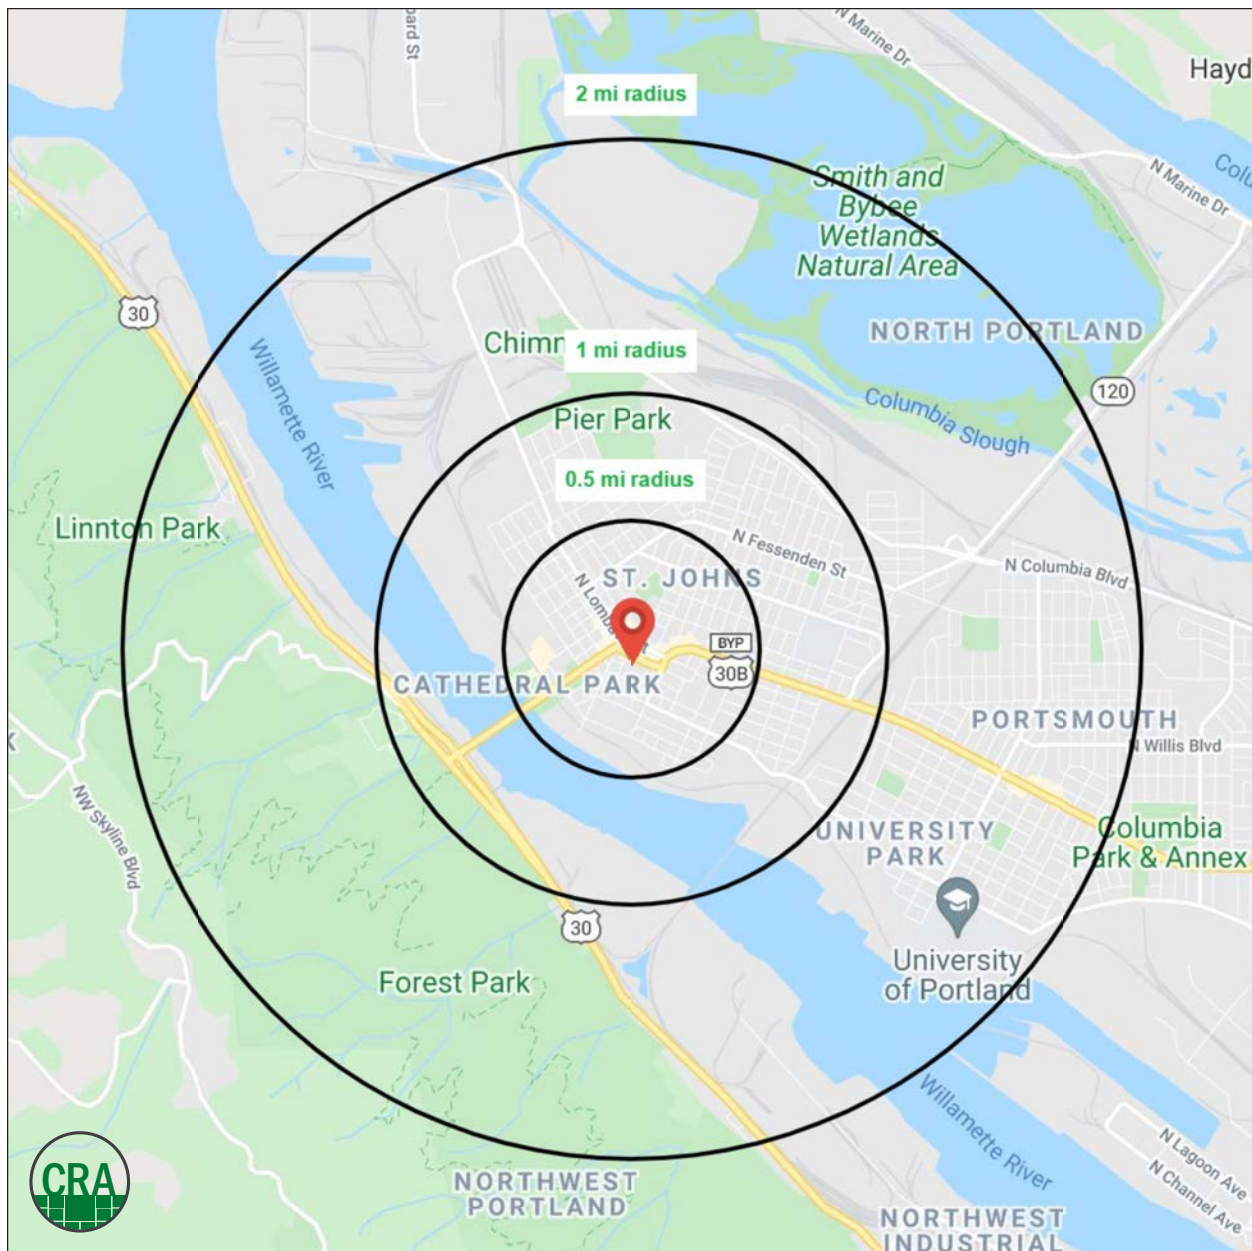 N Marine Dr
Hayd
2 mi radius
Smith and
Bybee
Wetlands
Natural Area
N Marine Dr
30
NORTH PORTLAND
Willamette River
Chimn
1 mi radius
120
Pier Park
Columbia Slough
0.5 mi radius
Linnton Park
N Fessenden St
N Columbia Blvd
ST. JOHNS
BYP
30B
CATHEDRAL PARK
PORTSMOUTH
N Willis Blvd
NW Skyline Blvd
UNIVERSITY
PARK
Columbia
Park & Annex
30
University
of Portland
Forest Park
Willamette River
N Lagoon Ave
N Channel Ave
CRA
NORTHWEST
PORTLAND
NORTHWEST
INDUSTRIAL